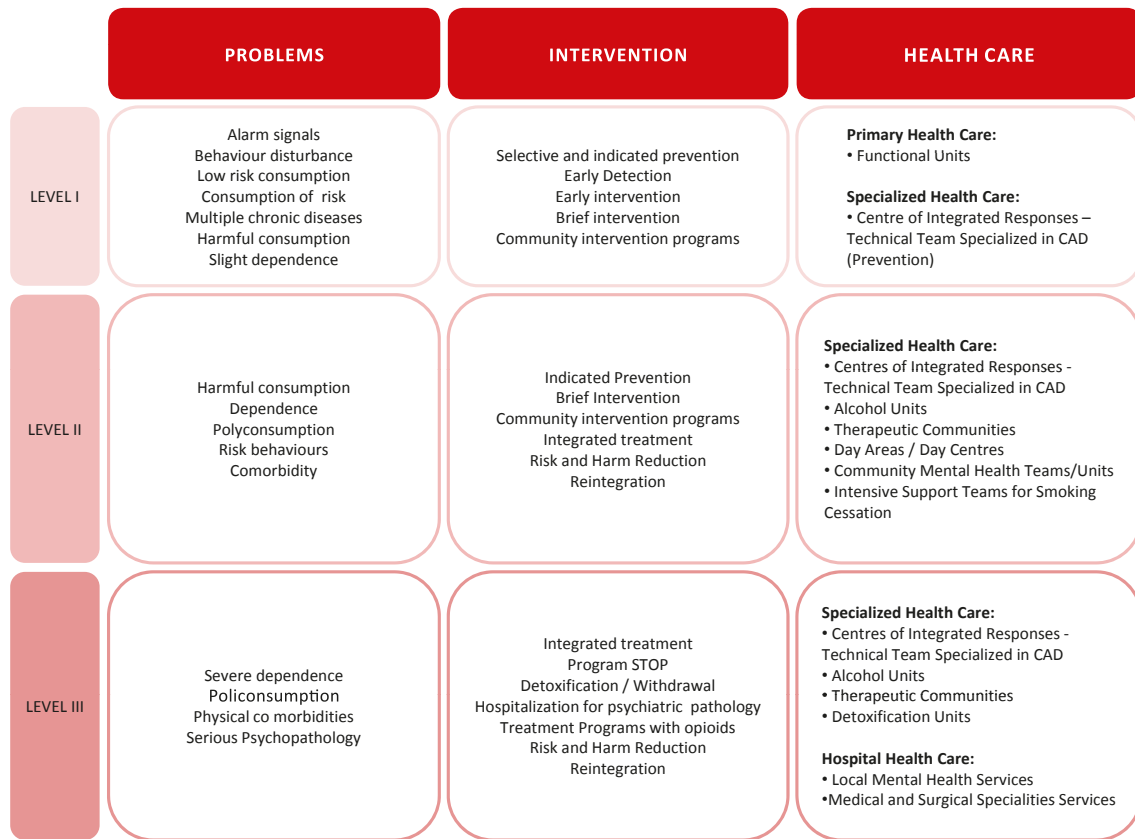 PROBLEMS
INTERVENTION
HEALTH CARE
LEVEL I
Alarm signals
Behaviour disturbance
Low risk consumption
Consumption of risk
Multiple chronic diseases
Harmful consumption
Slight dependence
Selective and indicated prevention
Early Detection
Early intervention
Brief intervention
Community intervention programs
Primary Health Care:
• Functional Units
Specialized Health Care:
• Centre of Integrated Responses –
Technical Team Specialized in CAD
(Prevention)
LEVEL II
Harmful consumption
Dependence
Polyconsumption
Risk behaviours
Comorbidity
Indicated Prevention
Brief Intervention
Community intervention programs
Integrated treatment
Risk and Harm Reduction
Reintegration
Specialized Health Care:
• Centres of Integrated Responses -
Technical Team Specialized in CAD
• Alcohol Units
• Therapeutic Communities
• Day Areas / Day Centres
• Community Mental Health Teams/Units
• Intensive Support Teams for Smoking
Cessation
LEVEL III
Severe dependence
Policonsumption
Physical co morbidities
Serious Psychopathology
Integrated treatment
Program STOP
Detoxification / Withdrawal
Hospitalization for psychiatric pathology
Treatment Programs with opioids
Risk and Harm Reduction
Reintegration
Specialized Health Care:
• Centres of Integrated Responses -
Technical Team Specialized in CAD
• Alcohol Units
• Therapeutic Communities
• Detoxification Units
Hospital Health Care:
• Local Mental Health Services
•Medical and Surgical Specialities Services